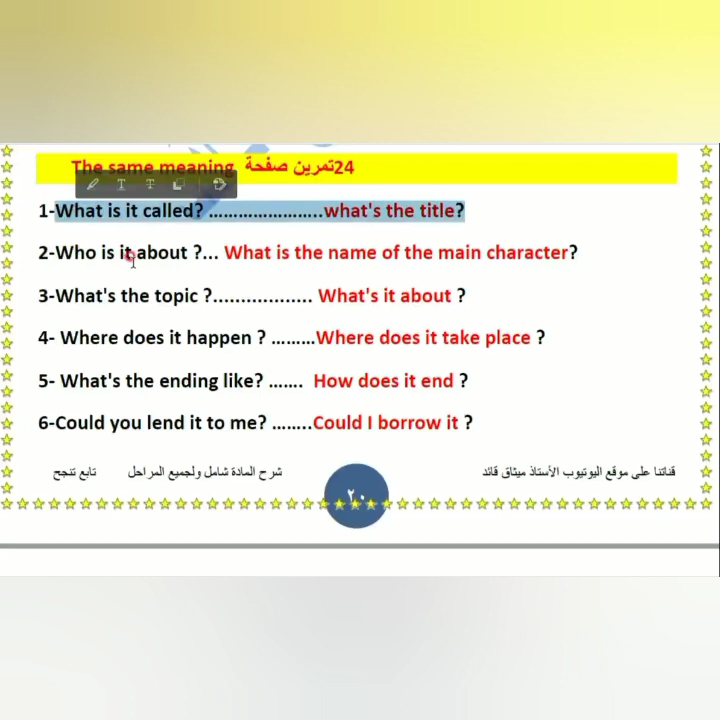 The same meaning تمرين صفحة 24
1-What is it called? ........................what's the title?
2-Who is it about ?... What is the name of the main character?
3-What's the topic ?.................. What's it about ?
4- Where does it happen ? .........Where does it take place ?
5- What's the ending like? ....... How does it end ?
6-Could you lend it to me? ........Could I borrow it ?
قناتنا على موقع اليوتيوب الأستاذ ميثاق قائد شرح المادة شامل ولجميع المراحل تابع تنجح
٢٠